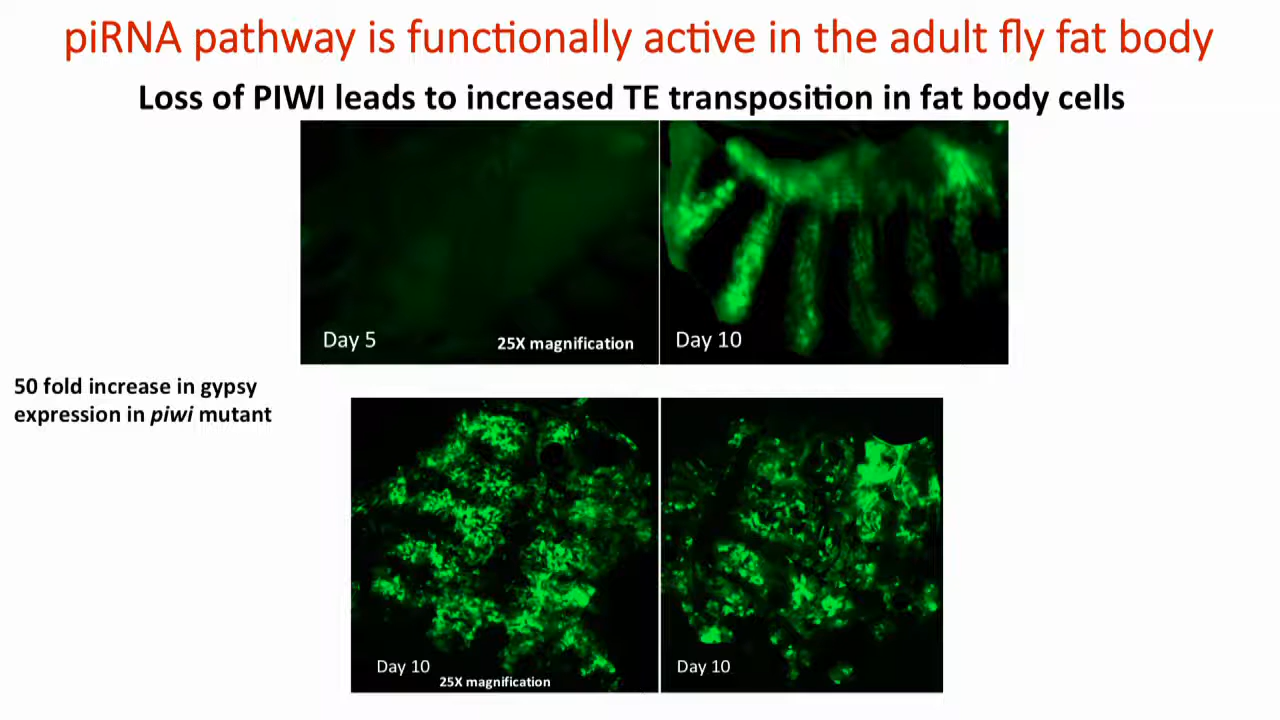 piRNA pathway is functionally active in the adult fly fat body
Loss of PIWI leads to increased TE transposition in fat body cells
Day 5
25X magnification
Day 10
50 fold increase in gypsy
expression in piwi mutant
Day 10
25X magnification
Day 10